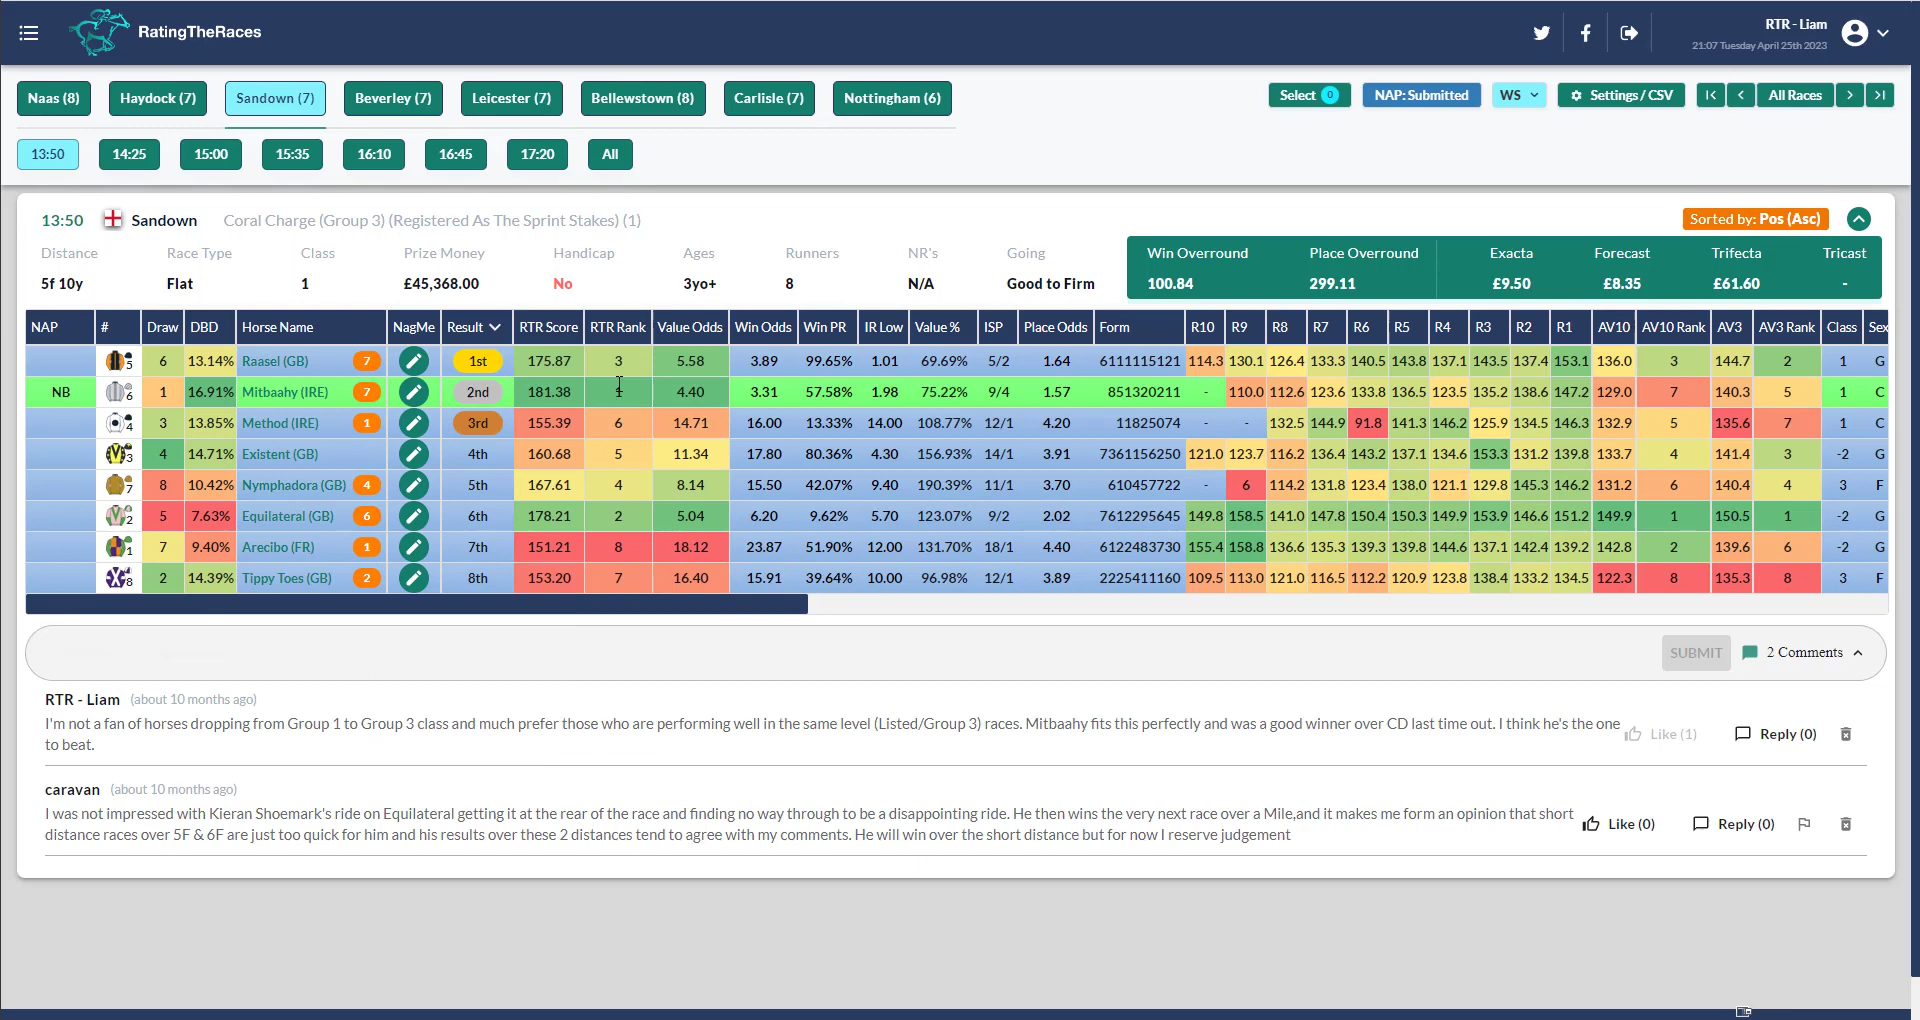 RatingTheRaces
RTR - Liam
21:07 Tuesday April 25th 2023
Naas (8) Haydock (7) Sandown (7) Beverley (7) Leicester (7) Bellewstown (8) Carlisle (7) Nottingham (6)
Select 0 NAP: Submitted WS Settings / CSV All Races
13:50 14:25 15:00 15:35 16:10 16:45 17:20 All
13:50 Sandown Coral Charge (Group 3) (Registered As The Sprint Stakes) (1) Sorted by: Pos (Asc)
Distance Race Type Class Prize Money Handicap Ages Runners NR's Going Win Overround Place Overround Exacta Forecast Trifecta Tricast
5f 10y Flat 1 £45,368.00 No 3yo+ 8 N/A Good to Firm 100.84 299.11 £9.50 £8.35 £61.60 -
NAP # Draw DBD Horse Name NagMe Result RTR Score RTR Rank Value Odds Win Odds Win PR IR Low Value % ISP Place Odds Form R10 R9 R8 R7 R6 R5 R4 R3 R2 R1 AV10 AV10 Rank AV3 AV3 Rank Class Sex
5 6 13.14% Raasel (GB) 7 1st 175.87 3 5.58 3.89 99.65% 1.01 69.69% 5/2 1.64 6111115121 114.3 130.1 126.4 133.3 140.5 143.8 137.1 143.5 137.4 153.1 136.0 3 144.7 2 1 G
NB 6 1 16.91% Mitbaahy (IRE) 7 2nd 181.38 1 4.40 3.31 57.58% 1.98 75.22% 9/4 1.57 851320211 - 110.0 112.6 123.6 133.8 136.5 123.5 135.2 138.6 147.2 129.0 7 140.3 5 1 C
4 3 13.85% Method (IRE) 1 3rd 155.39 6 14.71 16.00 13.33% 14.00 108.77% 12/1 4.20 11825074 - - 132.5 144.9 91.8 141.3 146.2 125.9 134.5 146.3 132.9 5 135.6 7 1 C
3 4 14.71% Existent (GB) 4th 160.68 5 11.34 17.80 80.36% 4.30 156.93% 14/1 3.91 7361156250 121.0 123.7 116.2 136.4 143.2 137.1 134.6 153.3 131.2 139.8 133.7 4 141.4 3 -2 G
7 8 10.42% Nymphadora (GB) 4 5th 167.61 4 8.14 15.50 42.07% 9.40 190.39% 11/1 3.70 610457722 - 6 114.2 131.8 123.4 138.0 121.1 129.8 145.3 146.2 131.2 6 140.4 4 3 F
2 5 7.63% Equilateral (GB) 6 6th 178.21 2 5.04 6.20 9.62% 5.70 123.07% 9/2 2.02 7612295645 149.8 158.5 141.0 147.8 150.4 150.3 149.9 153.9 146.6 151.2 149.9 1 150.5 1 -2 G
1 7 9.40% Arecibo (FR) 1 7th 151.21 8 18.12 23.87 51.90% 12.00 131.70% 18/1 4.40 6122483730 155.4 158.8 136.6 135.3 139.3 139.8 144.6 137.1 142.4 139.2 142.8 2 139.6 6 -2 G
8 2 14.39% Tippy Toes (GB) 2 8th 153.20 7 16.40 15.91 39.64% 10.00 96.98% 12/1 3.89 2225411160 109.5 113.0 121.0 116.5 112.2 120.9 123.8 138.4 133.2 134.5 122.3 8 135.3 8 3 F
SUBMIT 2 Comments
RTR - Liam (about 10 months ago)
I'm not a fan of horses dropping from Group 1 to Group 3 class and much prefer those who are performing well in the same level (Listed/Group 3) races. Mitbaahy fits this perfectly and was a good winner over CD last time out. I think he's the one
to beat.
Like (1) Reply (0)
caravan (about 10 months ago)
I was not impressed with Kieran Shoemark's ride on Equilateral getting it at the rear of the race and finding no way through to be a disappointing ride. He then wins the very next race over a Mile,and it makes me form an opinion that short
distance races over 5F & 6F are just too quick for him and his results over these 2 distances tend to agree with my comments. He will win over the short distance but for now I reserve judgement
Like (0) Reply (0)